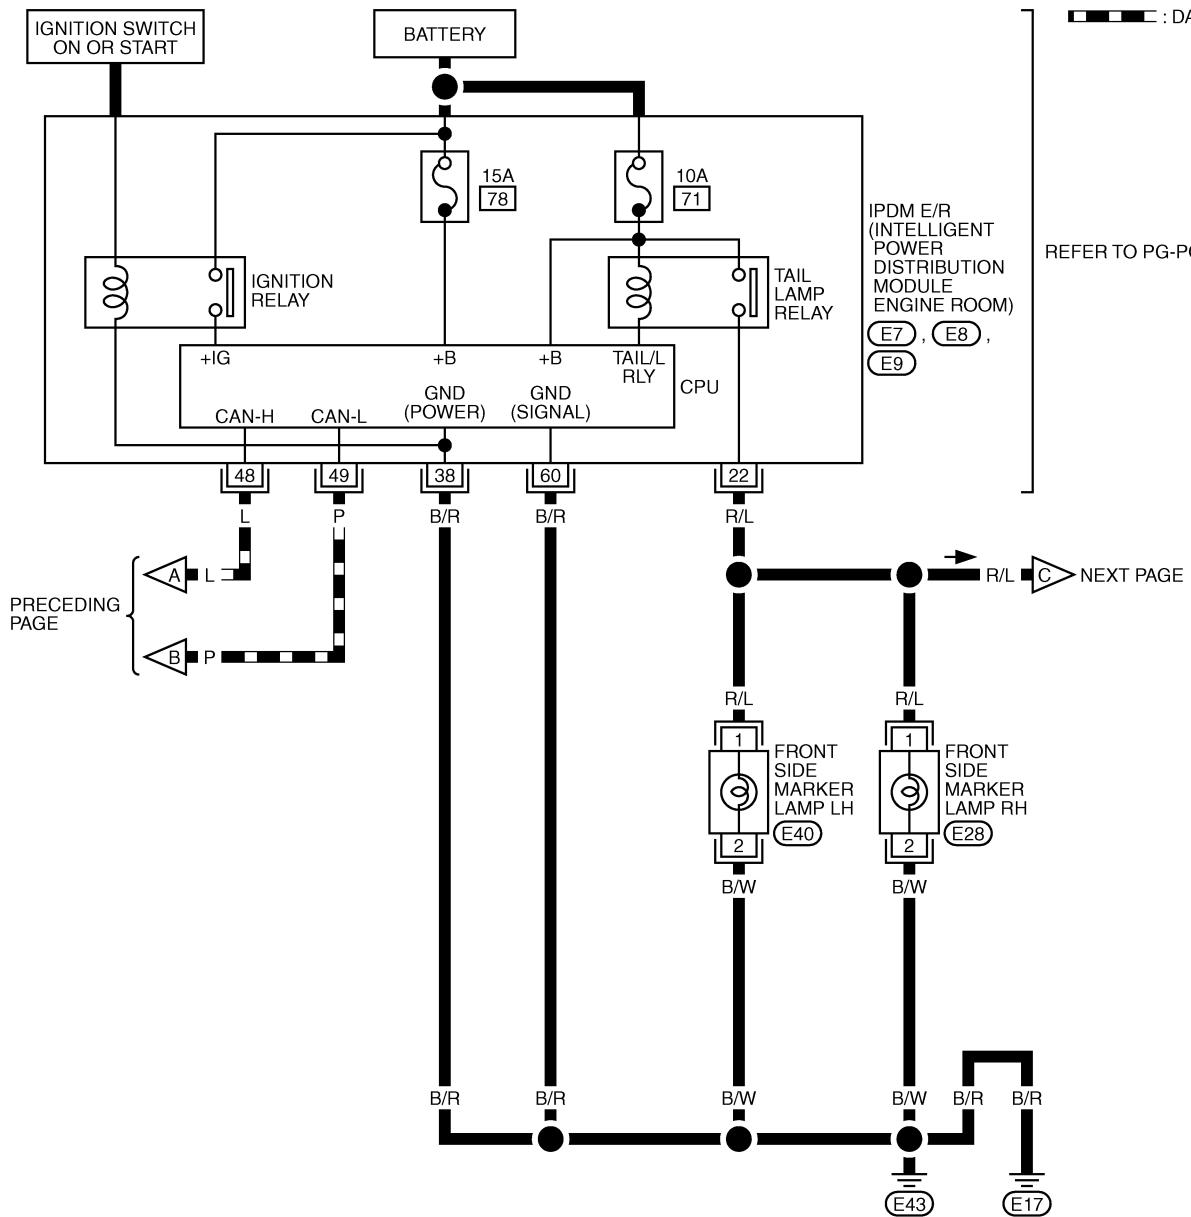 IGNITION SWITCH
ON OR START
BATTERY
: DA
15A
78
10A
71
IPDM E/R
(INTELLIGENT
POWER
DISTRIBUTION
MODULE
ENGINE ROOM)
E7 , E8 ,
E9
REFER TO PG-PO
IGNITION
RELAY
TAIL
LAMP
RELAY
+IG
+B
+B
TAIL/L
RLY
CPU
GND
(POWER)
GND
(SIGNAL)
CAN-H
CAN-L
48
49
38
60
22
L
P
B/R
B/R
R/L
A
L
R/L
C
NEXT PAGE
PRECEDING
PAGE
B
P
R/L
R/L
1
1
FRONT
SIDE
MARKER
LAMP LH
E40
FRONT
SIDE
MARKER
LAMP RH
E28
2
2
B/W
B/W
B/R
B/R
B/W
B/W
B/R
B/R
E43
E17